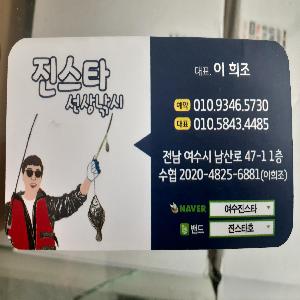 진스타
선상낚시
대표. 이 희조
예약 010.9346.5730
대표 010.5843.4485
전남 여수시 남산로 47-1 1층
수협 2020-4825-6881(이희조)
NAVER 여수진스타
밴드 진스타호